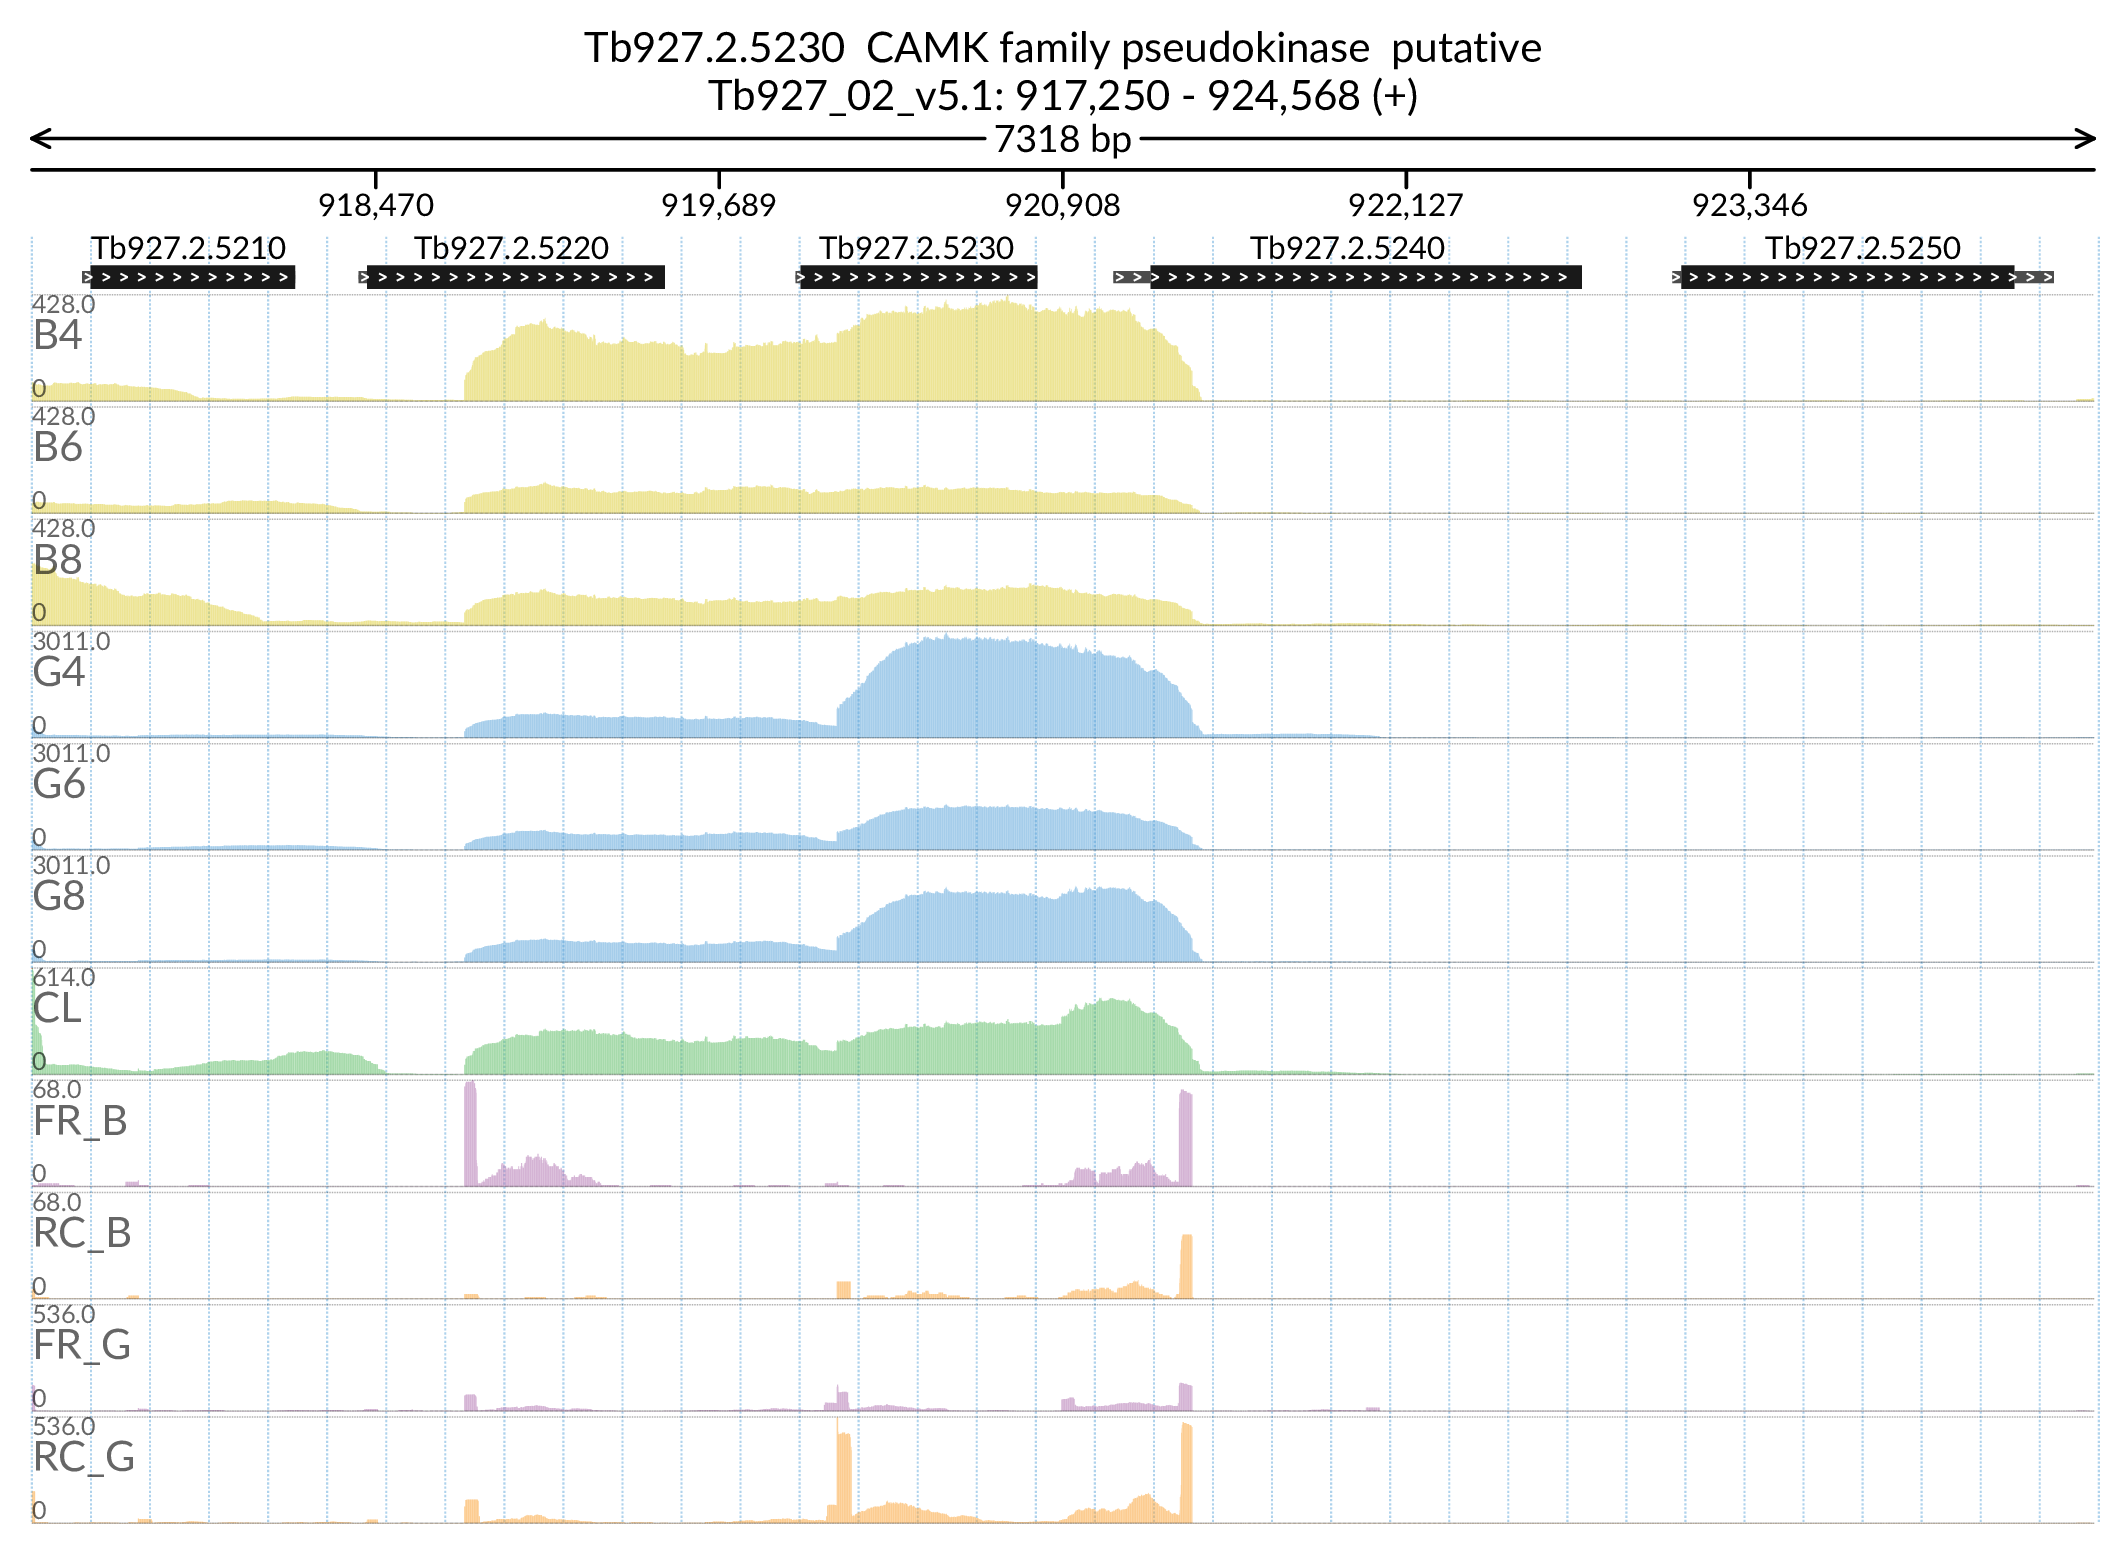 Tb927.2.5230 CAMK family pseudokinase putative
Tb927_02_v5.1: 917,250 - 924,568 (+)
7318 bp
918,470 919,689 920,908 922,127 923,346
Tb927.2.5210 Tb927.2.5220 Tb927.2.5230 Tb927.2.5240 Tb927.2.5250
428.0
B4
0
428.0
B6
0
428.0
B8
0
3011.0
G4
0
3011.0
G6
0
3011.0
G8
0
614.0
CL
0
68.0
FR_B
0
68.0
RC_B
0
536.0
FR_G
0
536.0
RC_G
0